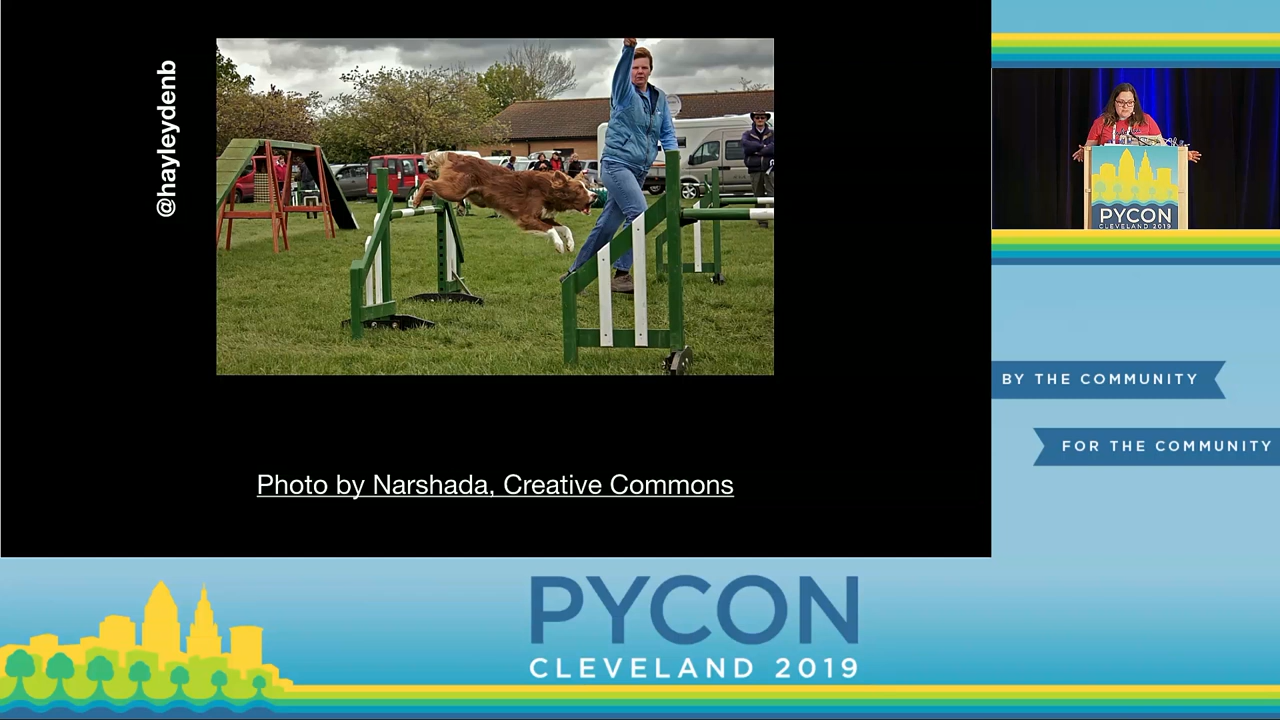 @hayleydenb
Photo by Narshada, Creative Commons
PYCON
CLEVELAND 2019
BY THE COMMUNITY
FOR THE COMMUNITY
PYCON
CLEVELAND 2019